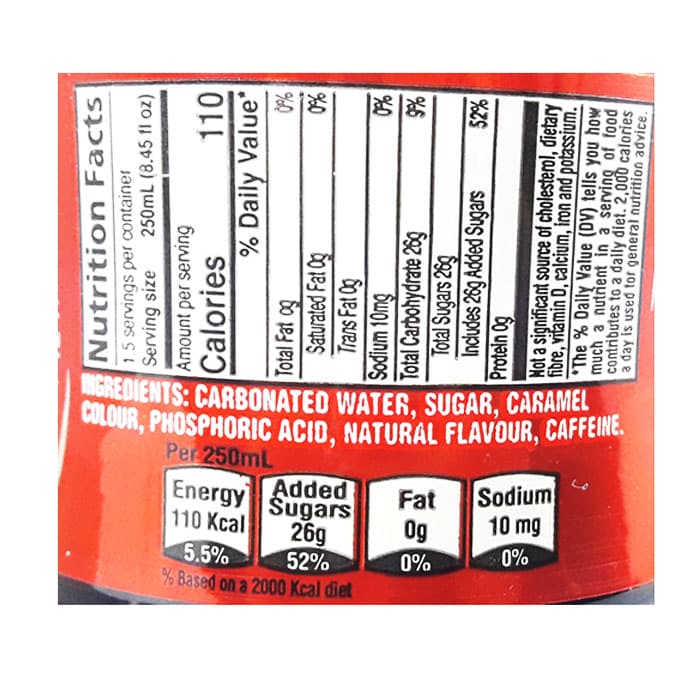 Nutrition Facts
1.5 servings per container
Serving size 250mL (8.45 fl oz)
Amount per serving
Calories 110
% Daily Value*
Total Fat 0g 0%
Saturated Fat 0g 0%
Trans Fat 0g
Sodium 10mg 0%
Total Carbohydrate 26g 9%
Total Sugars 26g
Includes 26g Added Sugars 52%
Protein 0g
Not a significant source of cholesterol, dietary
fibre, vitamin D, calcium, iron and potassium.
*The % Daily Value (DV) tells you how
much a nutrient in a serving of food
contributes to a daily diet. 2,000 calories
a day is used for general nutrition advice.
INGREDIENTS: CARBONATED WATER, SUGAR, CARAMEL
COLOUR, PHOSPHORIC ACID, NATURAL FLAVOUR, CAFFEINE.
Per 250mL
Energy
110 Kcal
5.5%
Added
Sugars
26g
52%
Fat
0g
0%
Sodium
10 mg
0%
% Based on a 2000 Kcal diet